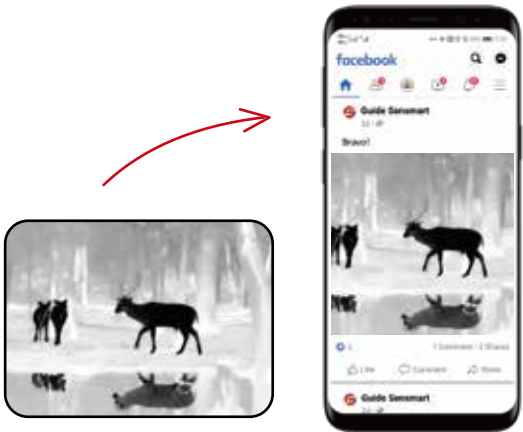 facebook
Guide Sensmart
Bravo!
1 Comment · 2 Shares
Like Comment Share
Guide Sensmart